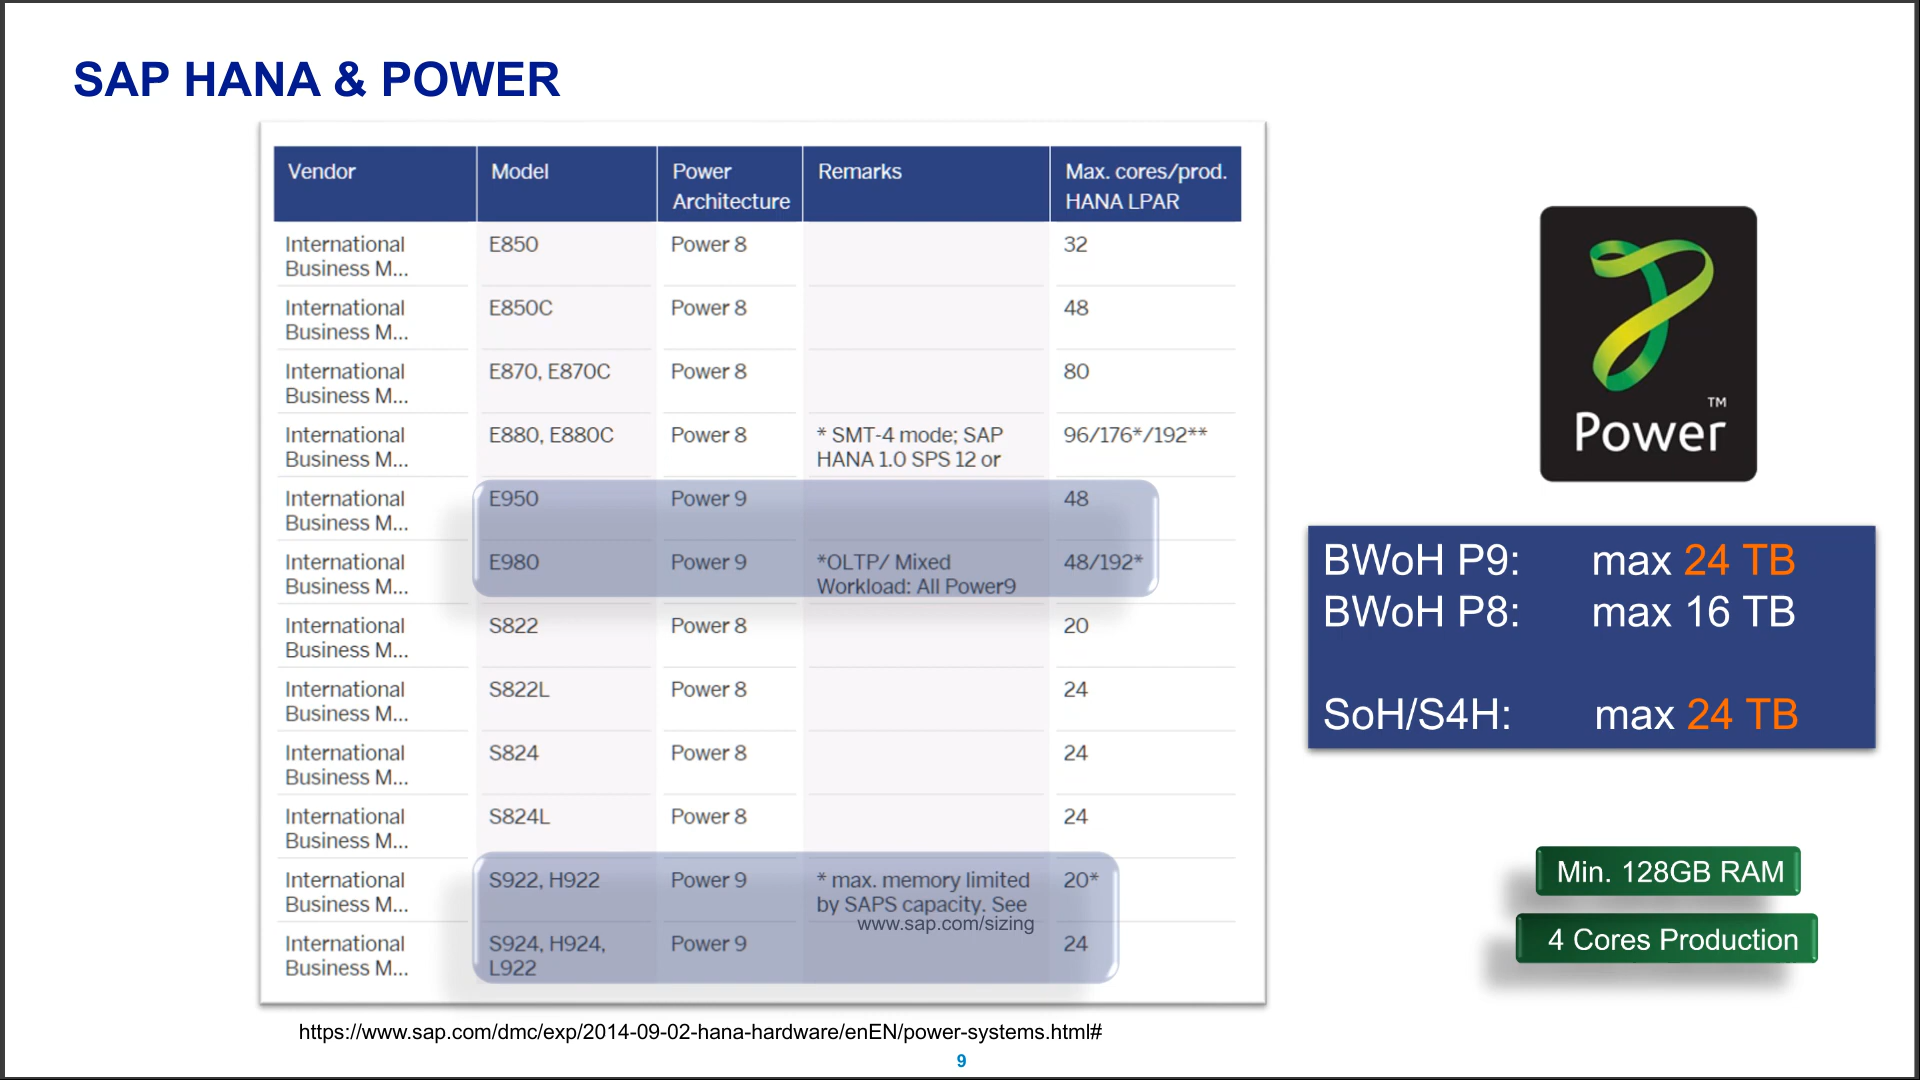 SAP HANA & POWER
Vendor Model Power Architecture Remarks Max. cores/prod. HANA LPAR
International Business M... E850 Power 8 32
International Business M... E850C Power 8 48
International Business M... E870, E870C Power 8 80
International Business M... E880, E880C Power 8 * SMT-4 mode; SAP HANA 1.0 SPS 12 or 96/176*/192**
International Business M... E950 Power 9 48
International Business M... E980 Power 9 *OLTP/ Mixed Workload: All Power9 48/192*
International Business M... S822 Power 8 20
International Business M... S822L Power 8 24
International Business M... S824 Power 8 24
International Business M... S824L Power 8 24
International Business M... S922, H922 Power 9 * max. memory limited by SAPS capacity. See www.sap.com/sizing 20*
International Business M... S924, H924, L922 Power 9 24
https://www.sap.com/dmc/exp/2014-09-02-hana-hardware/enEN/power-systems.html#
TM
Power
BWoH P9: max 24 TB
BWoH P8: max 16 TB
SoH/S4H: max 24 TB
Min. 128GB RAM
4 Cores Production
9